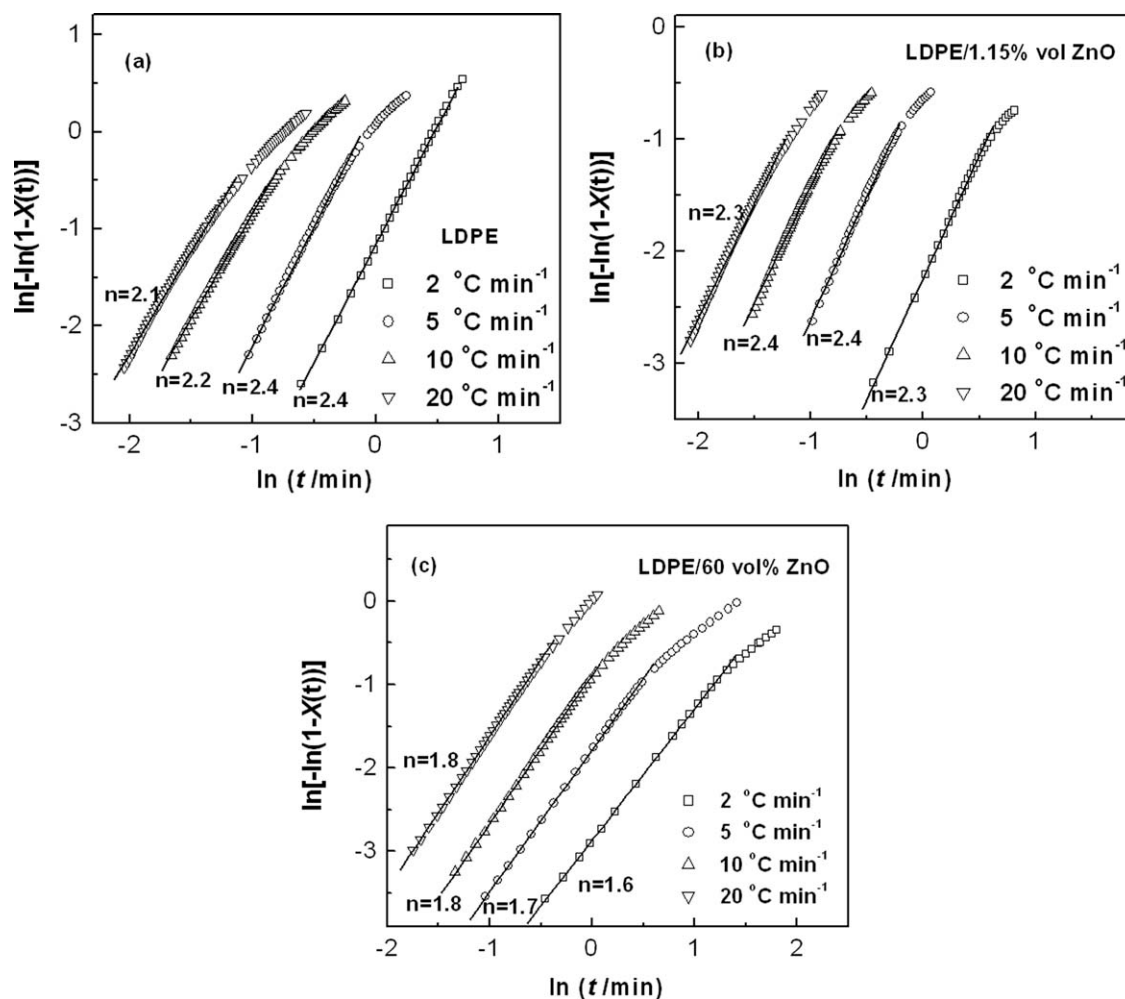 (a)
LDPE
2 °C min⁻¹
5 °C min⁻¹
10 °C min⁻¹
20 °C min⁻¹
n=2.1
n=2.2
n=2.4
n=2.4
1
0
-1
-2
-3
-2
-1
0
1
ln[-ln(1-X(t))]
ln (t /min)
(b)
LDPE/1.15% vol ZnO
2 °C min⁻¹
5 °C min⁻¹
10 °C min⁻¹
20 °C min⁻¹
n=2.3
n=2.4
n=2.4
n=2.3
0
-1
-2
-3
-2
-1
0
1
ln[-ln(1-X(t))]
ln (t /min)
(c)
LDPE/60 vol% ZnO
2 °C min⁻¹
5 °C min⁻¹
10 °C min⁻¹
20 °C min⁻¹
n=1.8
n=1.8
n=1.7
n=1.6
0
-1
-2
-3
-2
-1
0
1
2
ln[-ln(1-X(t))]
ln (t /min)